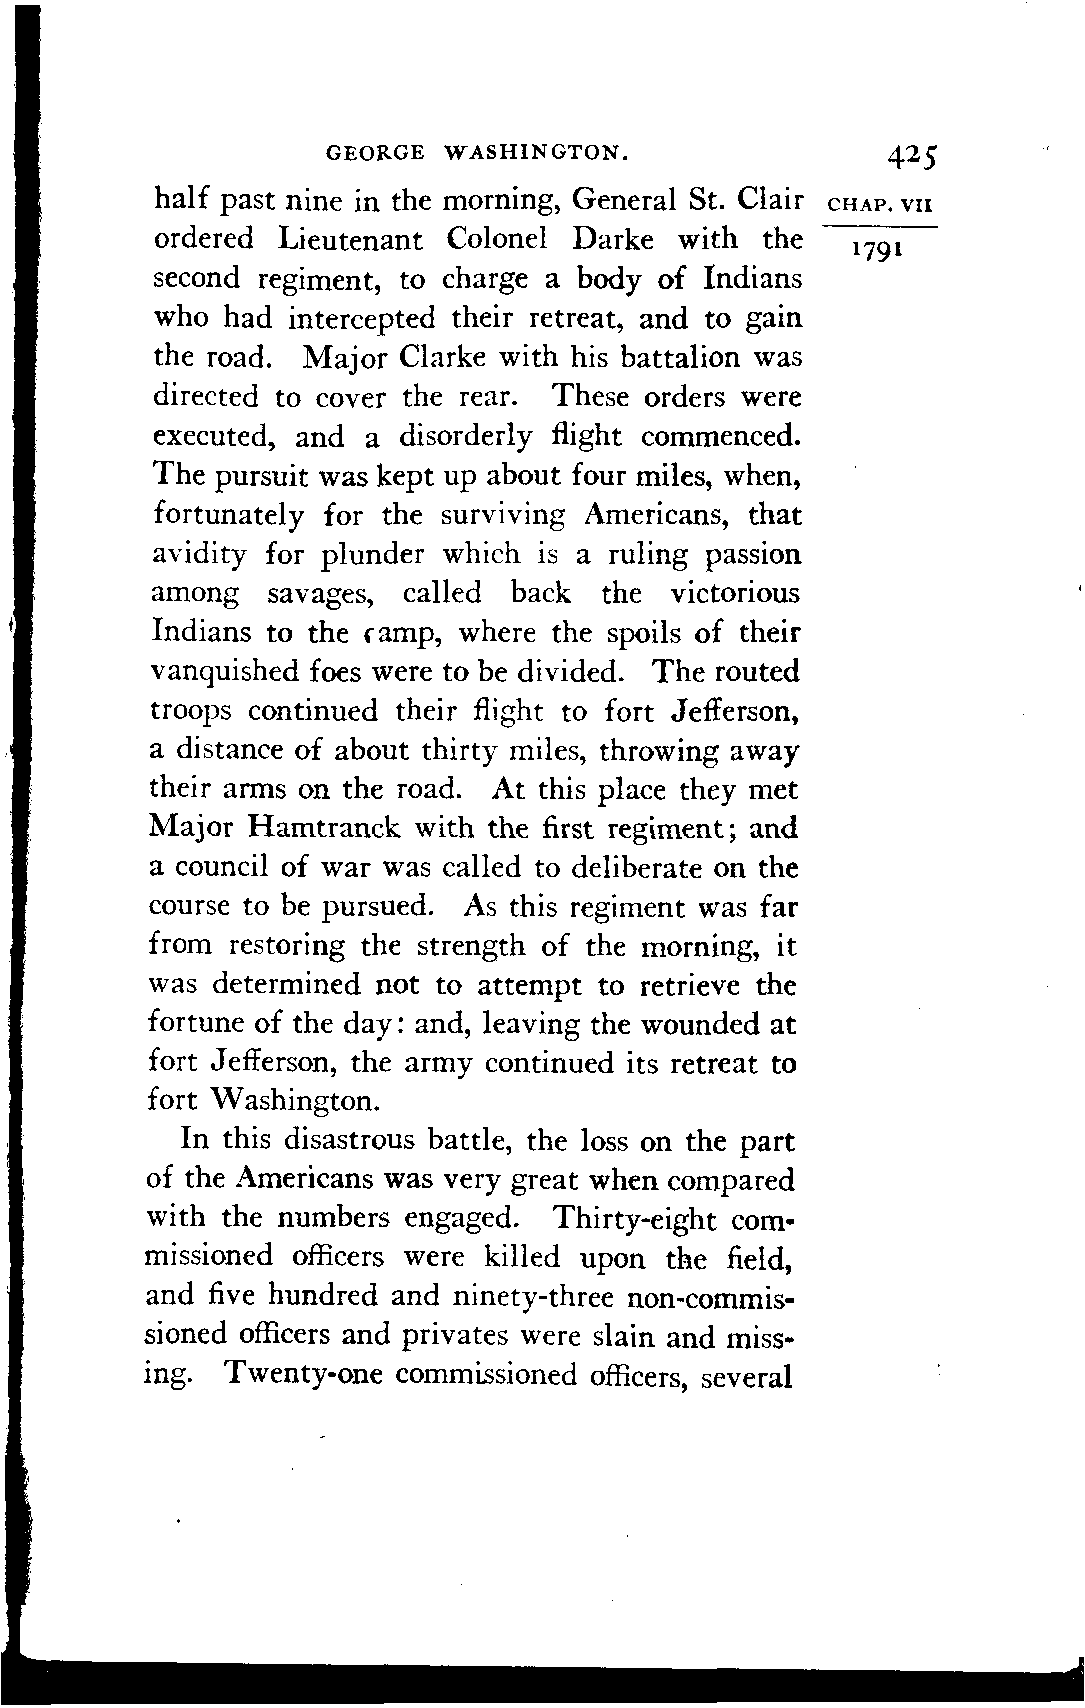 GEORGE WASHINGTON. 425
half past nine in the morning, General St. Clair CHAP. VII
ordered Lieutenant Colonel Darke with the 1791
second regiment, to charge a body of Indians
who had intercepted their retreat, and to gain
the road. Major Clarke with his battalion was
directed to cover the rear. These orders were
executed, and a disorderly flight commenced.
The pursuit was kept up about four miles, when,
fortunately for the surviving Americans, that
avidity for plunder which is a ruling passion
among savages, called back the victorious
Indians to the camp, where the spoils of their
vanquished foes were to be divided. The routed
troops continued their flight to fort Jefferson,
a distance of about thirty miles, throwing away
their arms on the road. At this place they met
Major Hamtranck with the first regiment; and
a council of war was called to deliberate on the
course to be pursued. As this regiment was far
from restoring the strength of the morning, it
was determined not to attempt to retrieve the
fortune of the day: and, leaving the wounded at
fort Jefferson, the army continued its retreat to
fort Washington.
In this disastrous battle, the loss on the part
of the Americans was very great when compared
with the numbers engaged. Thirty-eight com-
missioned officers were killed upon the field,
and five hundred and ninety-three non-commis-
sioned officers and privates were slain and miss-
ing. Twenty-one commissioned officers, several